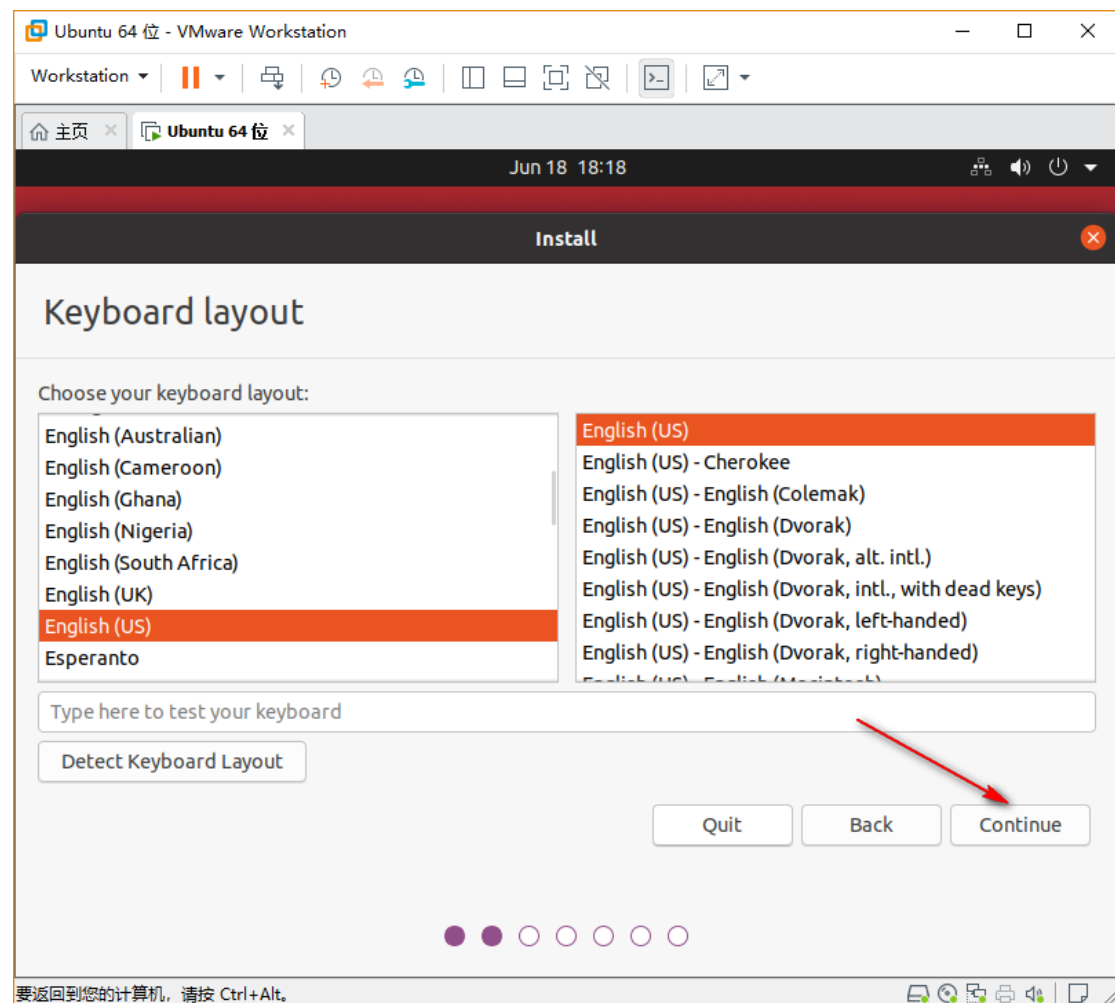 Ubuntu 64 位 - VMware Workstation
Workstation
主页
Ubuntu 64 位
Jun 18 18:18
Install
Keyboard layout
Choose your keyboard layout:
English (Australian)
English (Cameroon)
English (Ghana)
English (Nigeria)
English (South Africa)
English (UK)
English (US)
Esperanto
English (US)
English (US) - Cherokee
English (US) - English (Colemak)
English (US) - English (Dvorak)
English (US) - English (Dvorak, alt. intl.)
English (US) - English (Dvorak, intl., with dead keys)
English (US) - English (Dvorak, left-handed)
English (US) - English (Dvorak, right-handed)
English (US) - English (Macintosh)
Type here to test your keyboard
Detect Keyboard Layout
Quit
Back
Continue
要返回到您的计算机，请按 Ctrl+Alt。